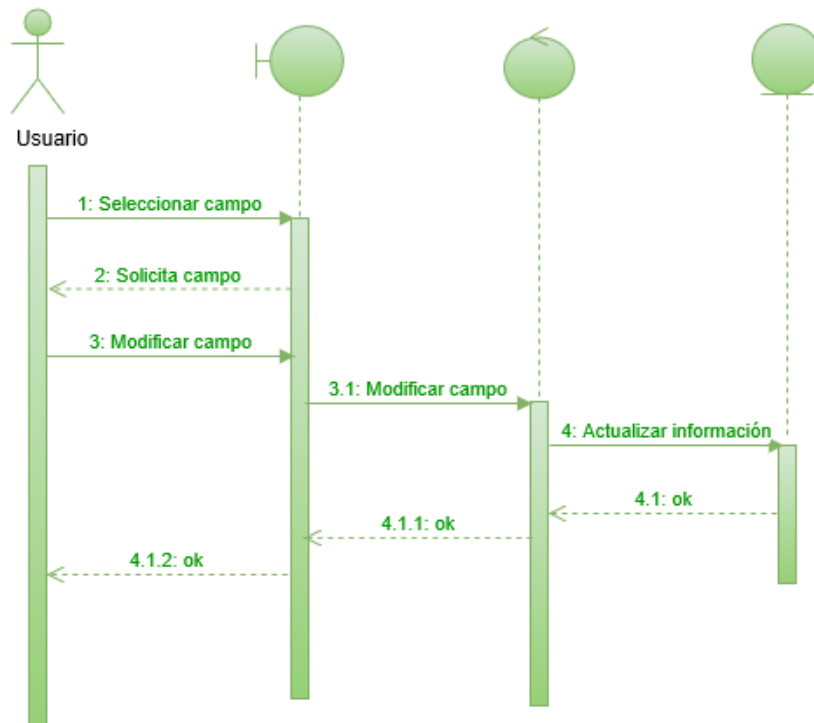 Usuario
1: Seleccionar campo
2: Solicita campo
3: Modificar campo
3.1: Modificar campo
4: Actualizar información
4.1: ok
4.1.1: ok
4.1.2: ok